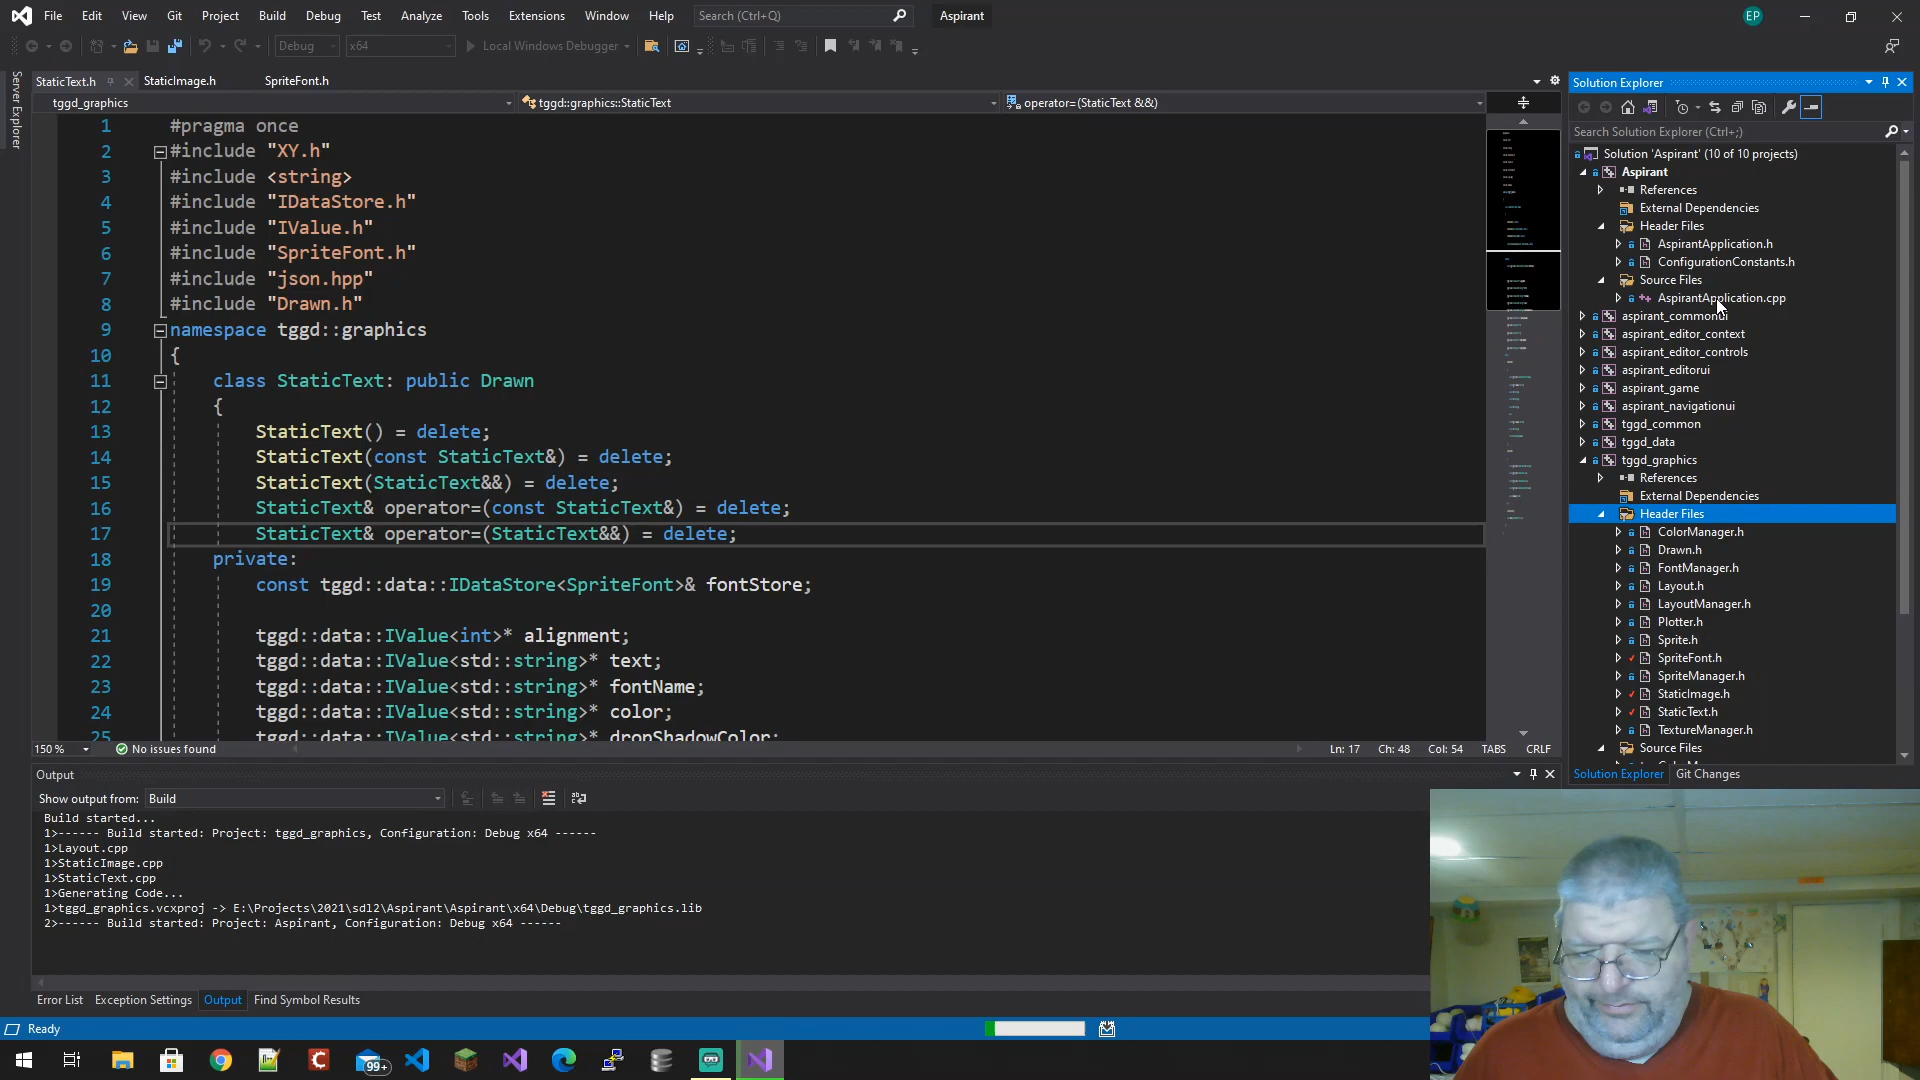 File Edit View Git Project Build Debug Test Analyze Tools Extensions Window Help Search (Ctrl+Q) Aspirant EP
Debug x64 Local Windows Debugger
Server Explorer
StaticText.h StaticImage.h SpriteFont.h
tggd_graphics tggd::graphics::StaticText operator=(StaticText &&)
1 #pragma once
2 #include "XY.h"
3 #include <string>
4 #include "IDataStore.h"
5 #include "IValue.h"
6 #include "SpriteFont.h"
7 #include "json.hpp"
8 #include "Drawn.h"
9 namespace tggd::graphics
10 {
11 class StaticText: public Drawn
12 {
13 StaticText() = delete;
14 StaticText(const StaticText&) = delete;
15 StaticText(StaticText&&) = delete;
16 StaticText& operator=(const StaticText&) = delete;
17 StaticText& operator=(StaticText&&) = delete;
18 private:
19 const tggd::data::IDataStore<SpriteFont>& fontStore;
20
21 tggd::data::IValue<int>* alignment;
22 tggd::data::IValue<std::string>* text;
23 tggd::data::IValue<std::string>* fontName;
24 tggd::data::IValue<std::string>* color;
25 tggd::data::IValue<std::string>* dropShadowColor;
150 % No issues found Ln: 17 Ch: 48 Col: 54 TABS CRLF
Output
Show output from: Build
Build started...
1>------ Build started: Project: tggd_graphics, Configuration: Debug x64 ------
1>Layout.cpp
1>StaticImage.cpp
1>StaticText.cpp
1>Generating Code...
1>tggd_graphics.vcxproj -> E:\Projects\2021\sdl2\Aspirant\Aspirant\x64\Debug\tggd_graphics.lib
2>------ Build started: Project: Aspirant, Configuration: Debug x64 ------
Error List Exception Settings Output Find Symbol Results
Ready
99+
Solution Explorer
Search Solution Explorer (Ctrl+;)
Solution 'Aspirant' (10 of 10 projects)
Aspirant
References
External Dependencies
Header Files
AspirantApplication.h
ConfigurationConstants.h
Source Files
AspirantApplication.cpp
aspirant_commonui
aspirant_editor_context
aspirant_editor_controls
aspirant_editorui
aspirant_game
aspirant_navigationui
tggd_common
tggd_data
tggd_graphics
References
External Dependencies
Header Files
ColorManager.h
Drawn.h
FontManager.h
Layout.h
LayoutManager.h
Plotter.h
Sprite.h
SpriteFont.h
SpriteManager.h
StaticImage.h
StaticText.h
TextureManager.h
Source Files
Solution Explorer Git Changes